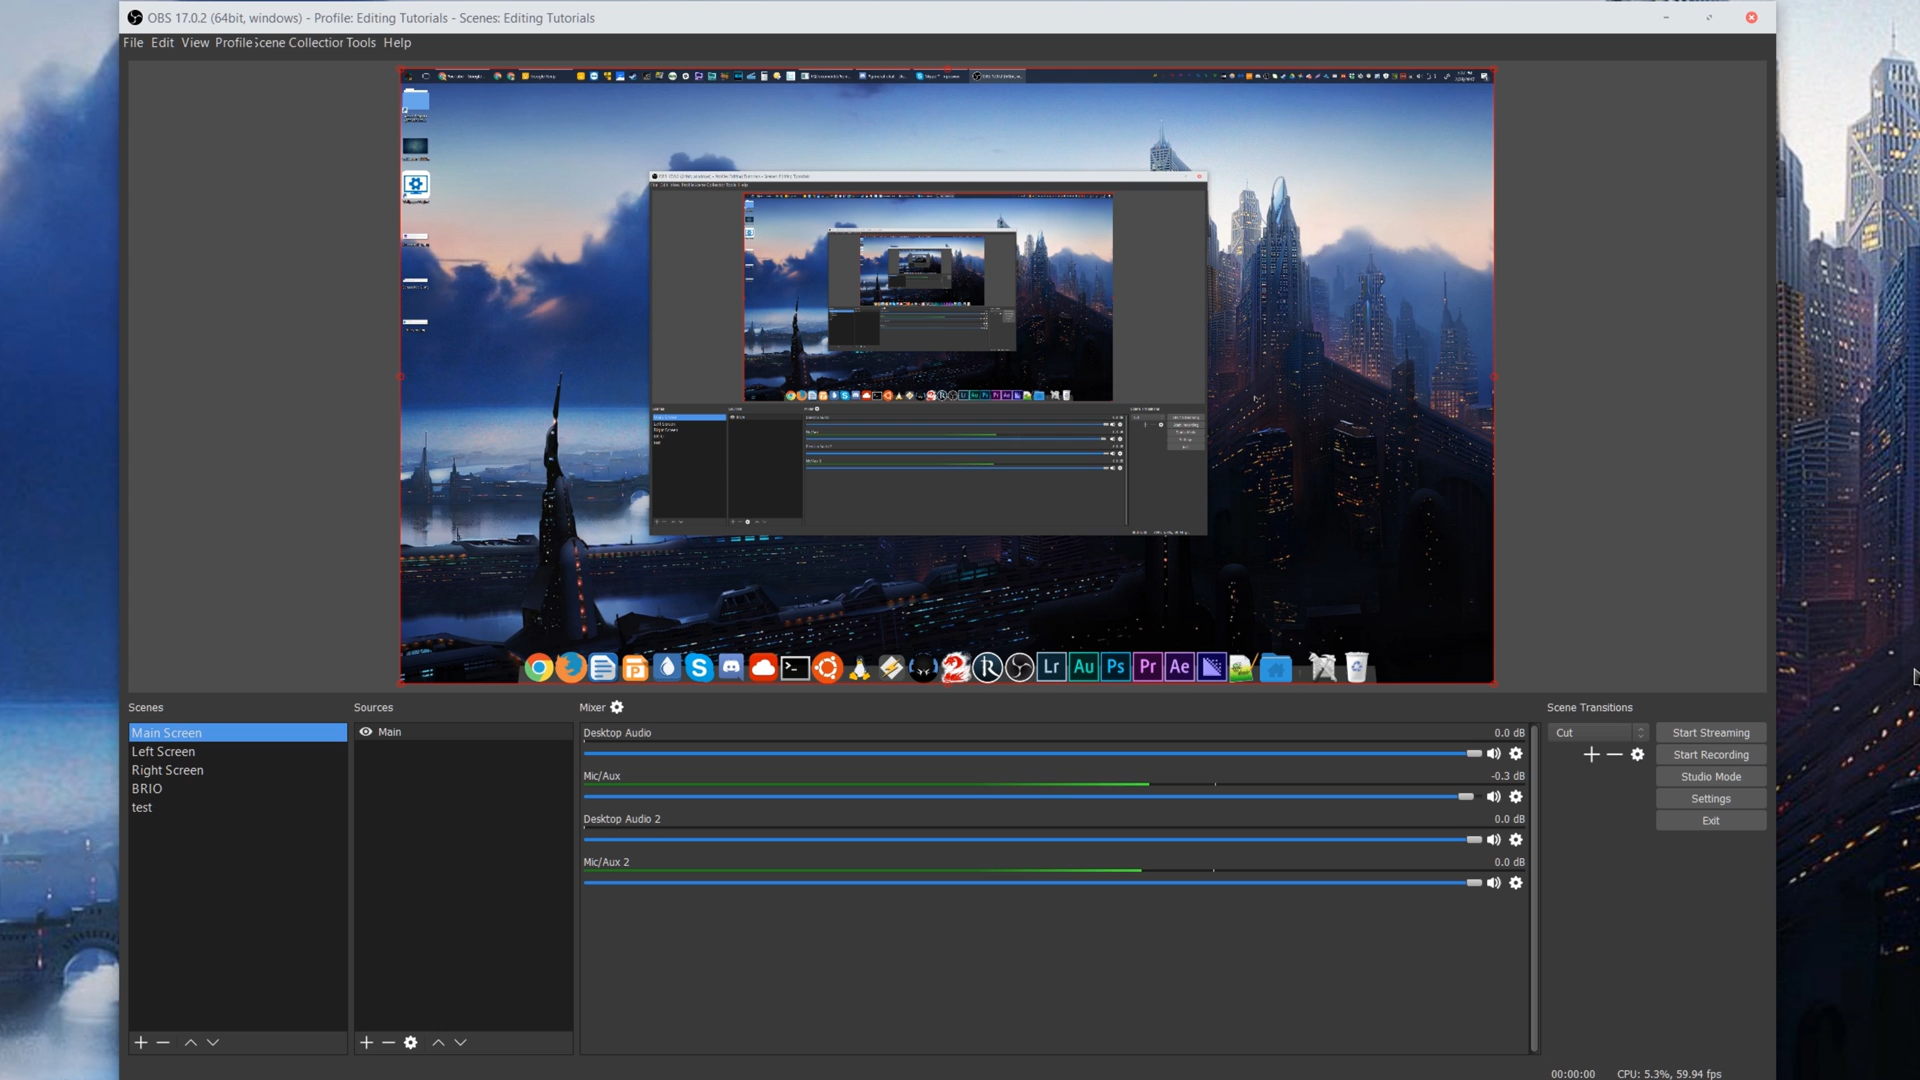 OBS 17.0.2 (64bit, windows) - Profile: Editing Tutorials - Scenes: Editing Tutorials
File Edit View Profile Scene Collection Tools Help
Lr Au Ps Pr Ae
Scenes
Main Screen
Left Screen
Right Screen
BRIO
test
Sources
Main
Mixer
Desktop Audio 0.0 dB
Mic/Aux -0.3 dB
Desktop Audio 2 0.0 dB
Mic/Aux 2 0.0 dB
Scene Transitions
Cut
Start Streaming
Start Recording
Studio Mode
Settings
Exit
00:00:00 CPU: 5.3%, 59.94 fps